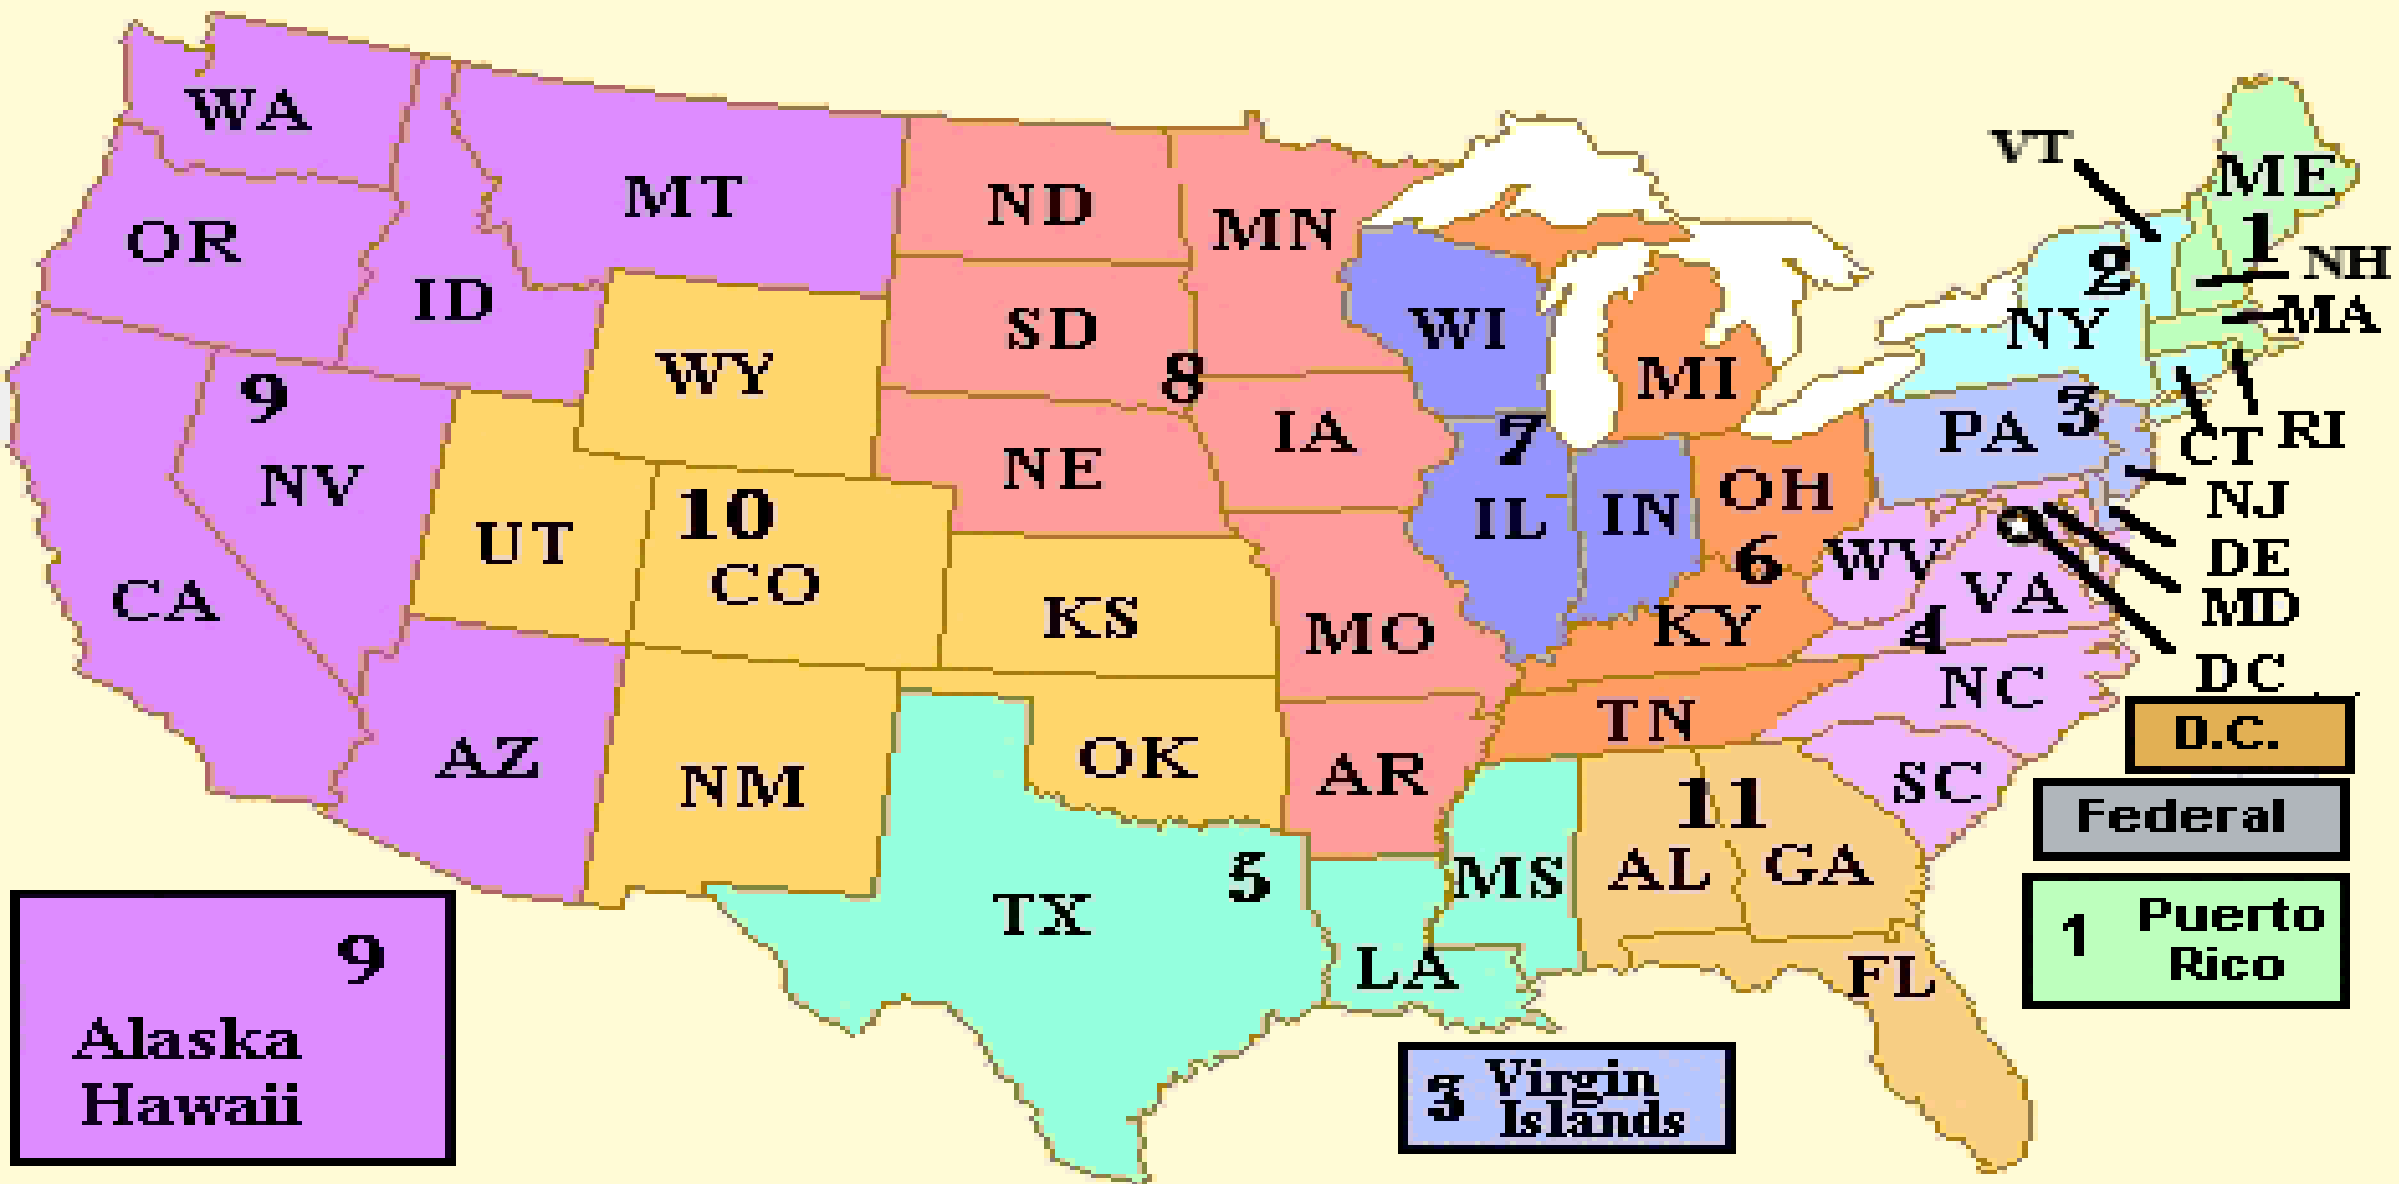 WA
VT
MT
ME
ND
MN
OR
1
NH
2
ID
MA
SD
WI
NY
WY
8
MI
9
3
IA
PA
7
CT
RI
NE
NV
OH
10
IL
IN
NJ
UT
6
WV
DE
CO
VA
CA
MD
KS
KY
4
MO
DC
NC
TN
D.C.
AZ
OK
NM
AR
SC
11
Federal
5
MS
AL
GA
TX
1 Puerto
Rico
9
LA
FL
Alaska
Hawaii
3 Virgin
Islands